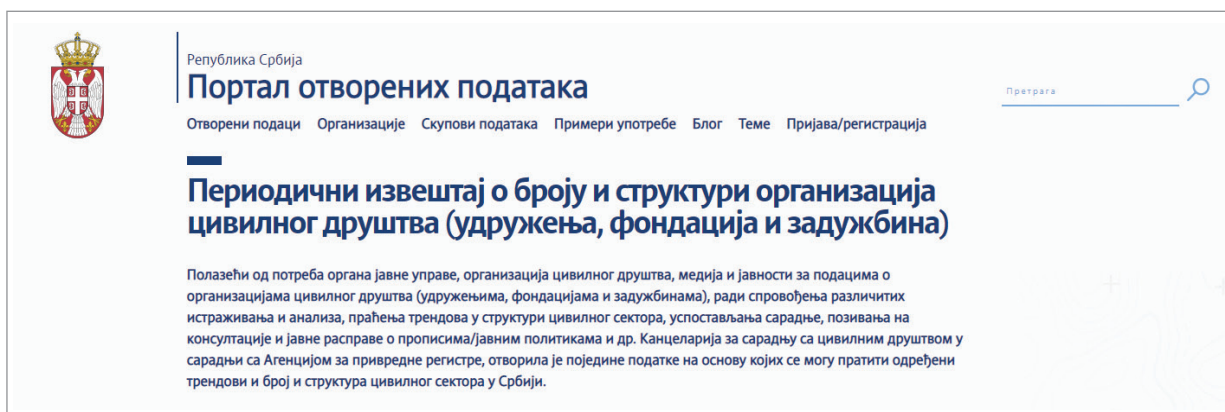 Република Србија
Портал отворених података
Претрага
Отворени подаци Организације Скупови података Примери употребе Блог Теме Пријава/регистрација
Периодични извештај о броју и структури организација
цивилног друштва (удружења, фондација и задужбина)
Полазећи од потреба органа јавне управе, организација цивилног друштва, медија и јавности за подацима о
организацијама цивилног друштва (удружењима, фондацијама и задужбинама), ради спровођења различитих
истраживања и анализа, праћења трендова у структури цивилног сектора, успостављања сарадње, позивања на
консултације и јавне расправе о прописима/јавним политикама и др. Канцеларија за сарадњу са цивилним друштвом у
сарадњи са Агенцијом за привредне регистре, отворила је поједине податке на основу којих се могу пратити одређени
трендови и број и структура цивилног сектора у Србији.